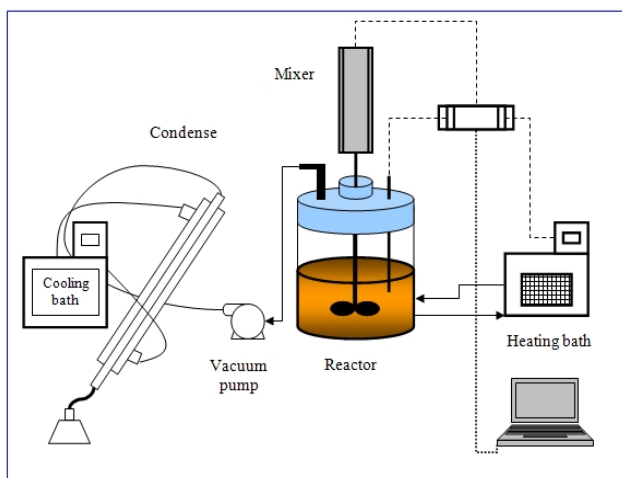 Mixer
Condense
Cooling
bath
Vacuum
pump
Reactor
Heating bath